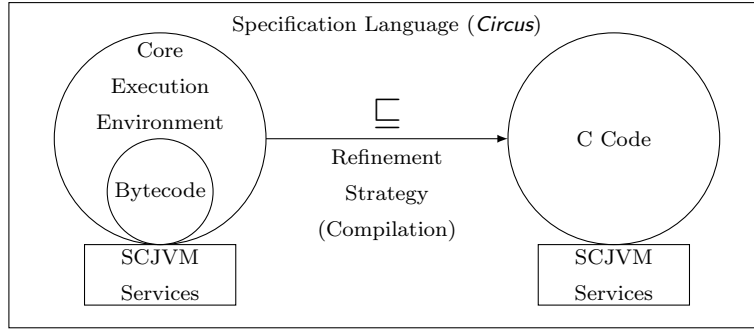 Specification Language (Circus)
Core
Execution
Environment
Bytecode
SCJVM
Services
⊑
Refinement
Strategy
(Compilation)
C Code
SCJVM
Services